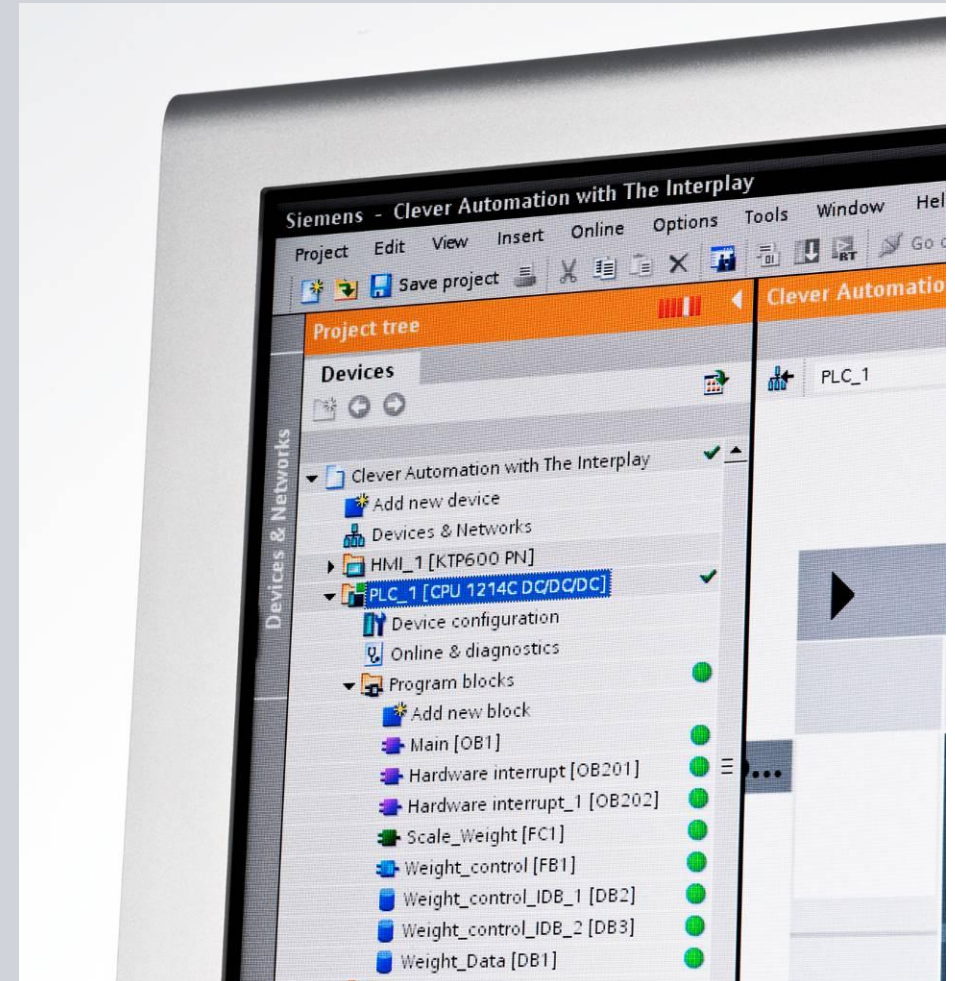 Siemens - Clever Automation with The Interplay
Project Edit View Insert Online Options Tools Window Hel
Save project RT Go o
Project tree
Clever Automatio
Devices
PLC_1
Devices & Networks
Clever Automation with The Interplay
Add new device
Devices & Networks
HMI_1 [KTP600 PN]
PLC_1 [CPU 1214C DC/DC/DC]
Device configuration
Online & diagnostics
Program blocks
Add new block
Main [OB1]
Hardware interrupt [OB201]
...
Hardware interrupt_1 [OB202]
Scale_Weight [FC1]
Weight_control [FB1]
Weight_control_IDB_1 [DB2]
Weight_control_IDB_2 [DB3]
Weight_Data [DB1]